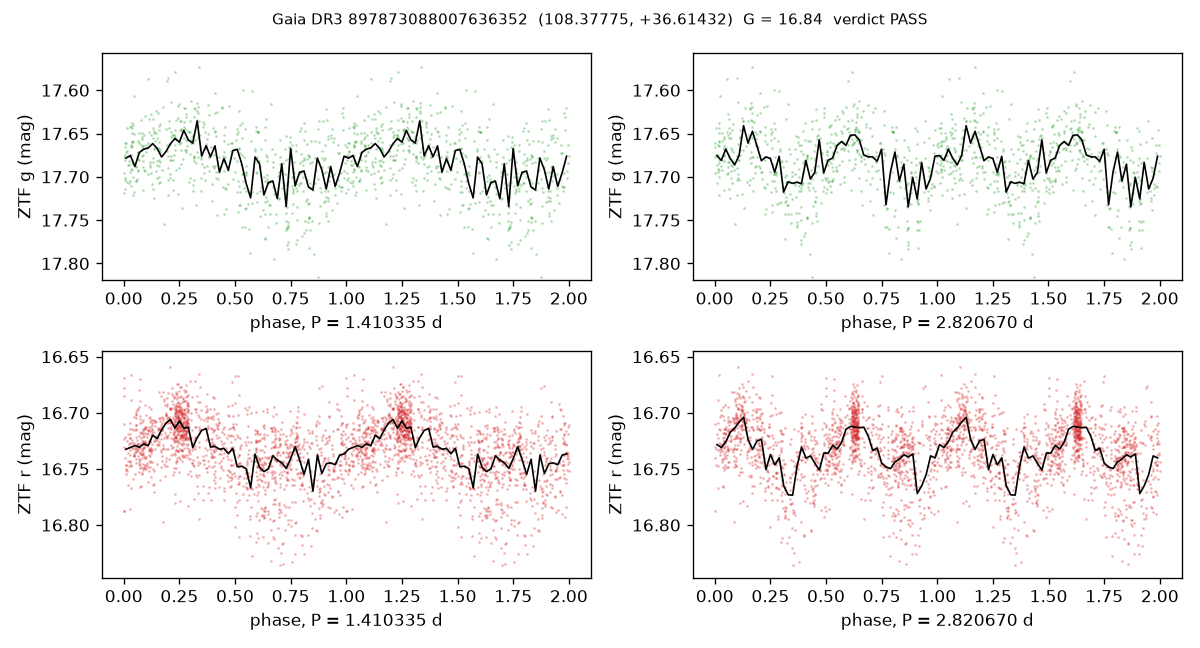 Gaia DR3 897873088007636352 (108.37775, +36.61432) G = 16.84 verdict PASS
ZTF g (mag)
17.60
17.65
17.70
17.75
17.80
0.00 0.25 0.50 0.75 1.00 1.25 1.50 1.75 2.00
phase, P = 1.410335 d
ZTF g (mag)
17.60
17.65
17.70
17.75
17.80
0.00 0.25 0.50 0.75 1.00 1.25 1.50 1.75 2.00
phase, P = 2.820670 d
ZTF r (mag)
16.65
16.70
16.75
16.80
0.00 0.25 0.50 0.75 1.00 1.25 1.50 1.75 2.00
phase, P = 1.410335 d
ZTF r (mag)
16.65
16.70
16.75
16.80
0.00 0.25 0.50 0.75 1.00 1.25 1.50 1.75 2.00
phase, P = 2.820670 d